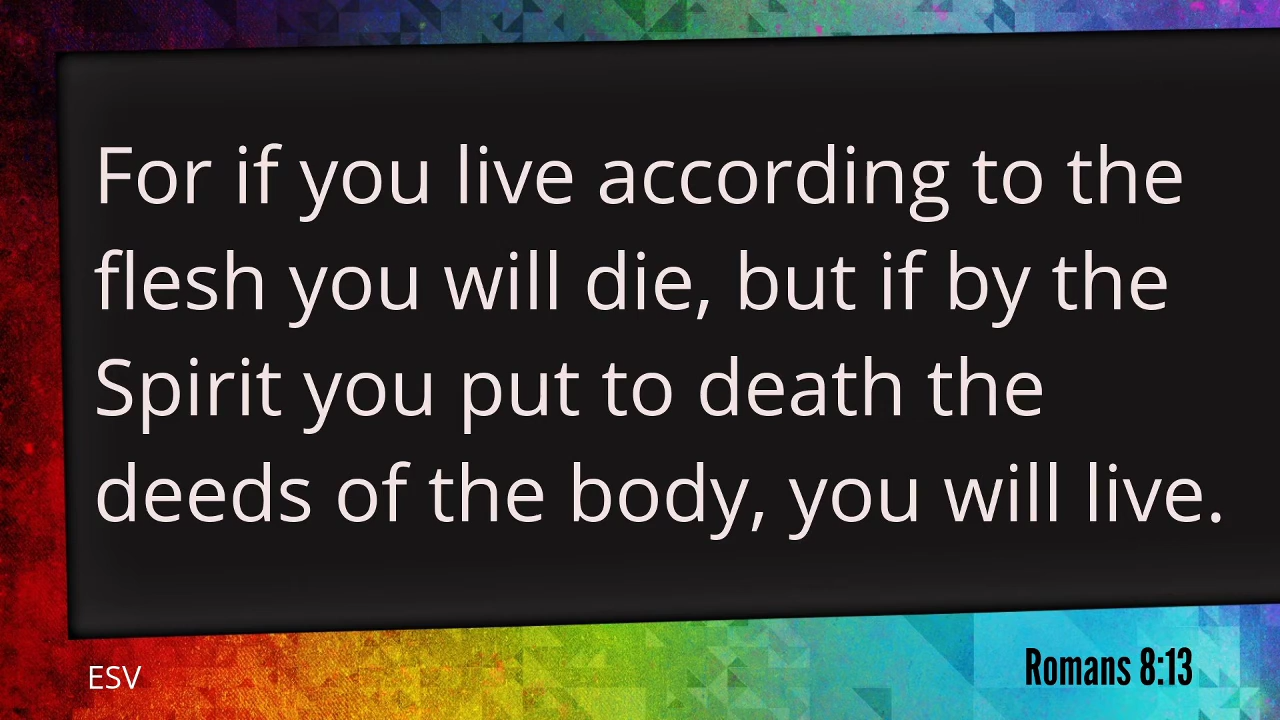 For if you live according to the
flesh you will die, but if by the
Spirit you put to death the
deeds of the body, you will live.
ESV
Romans 8:13